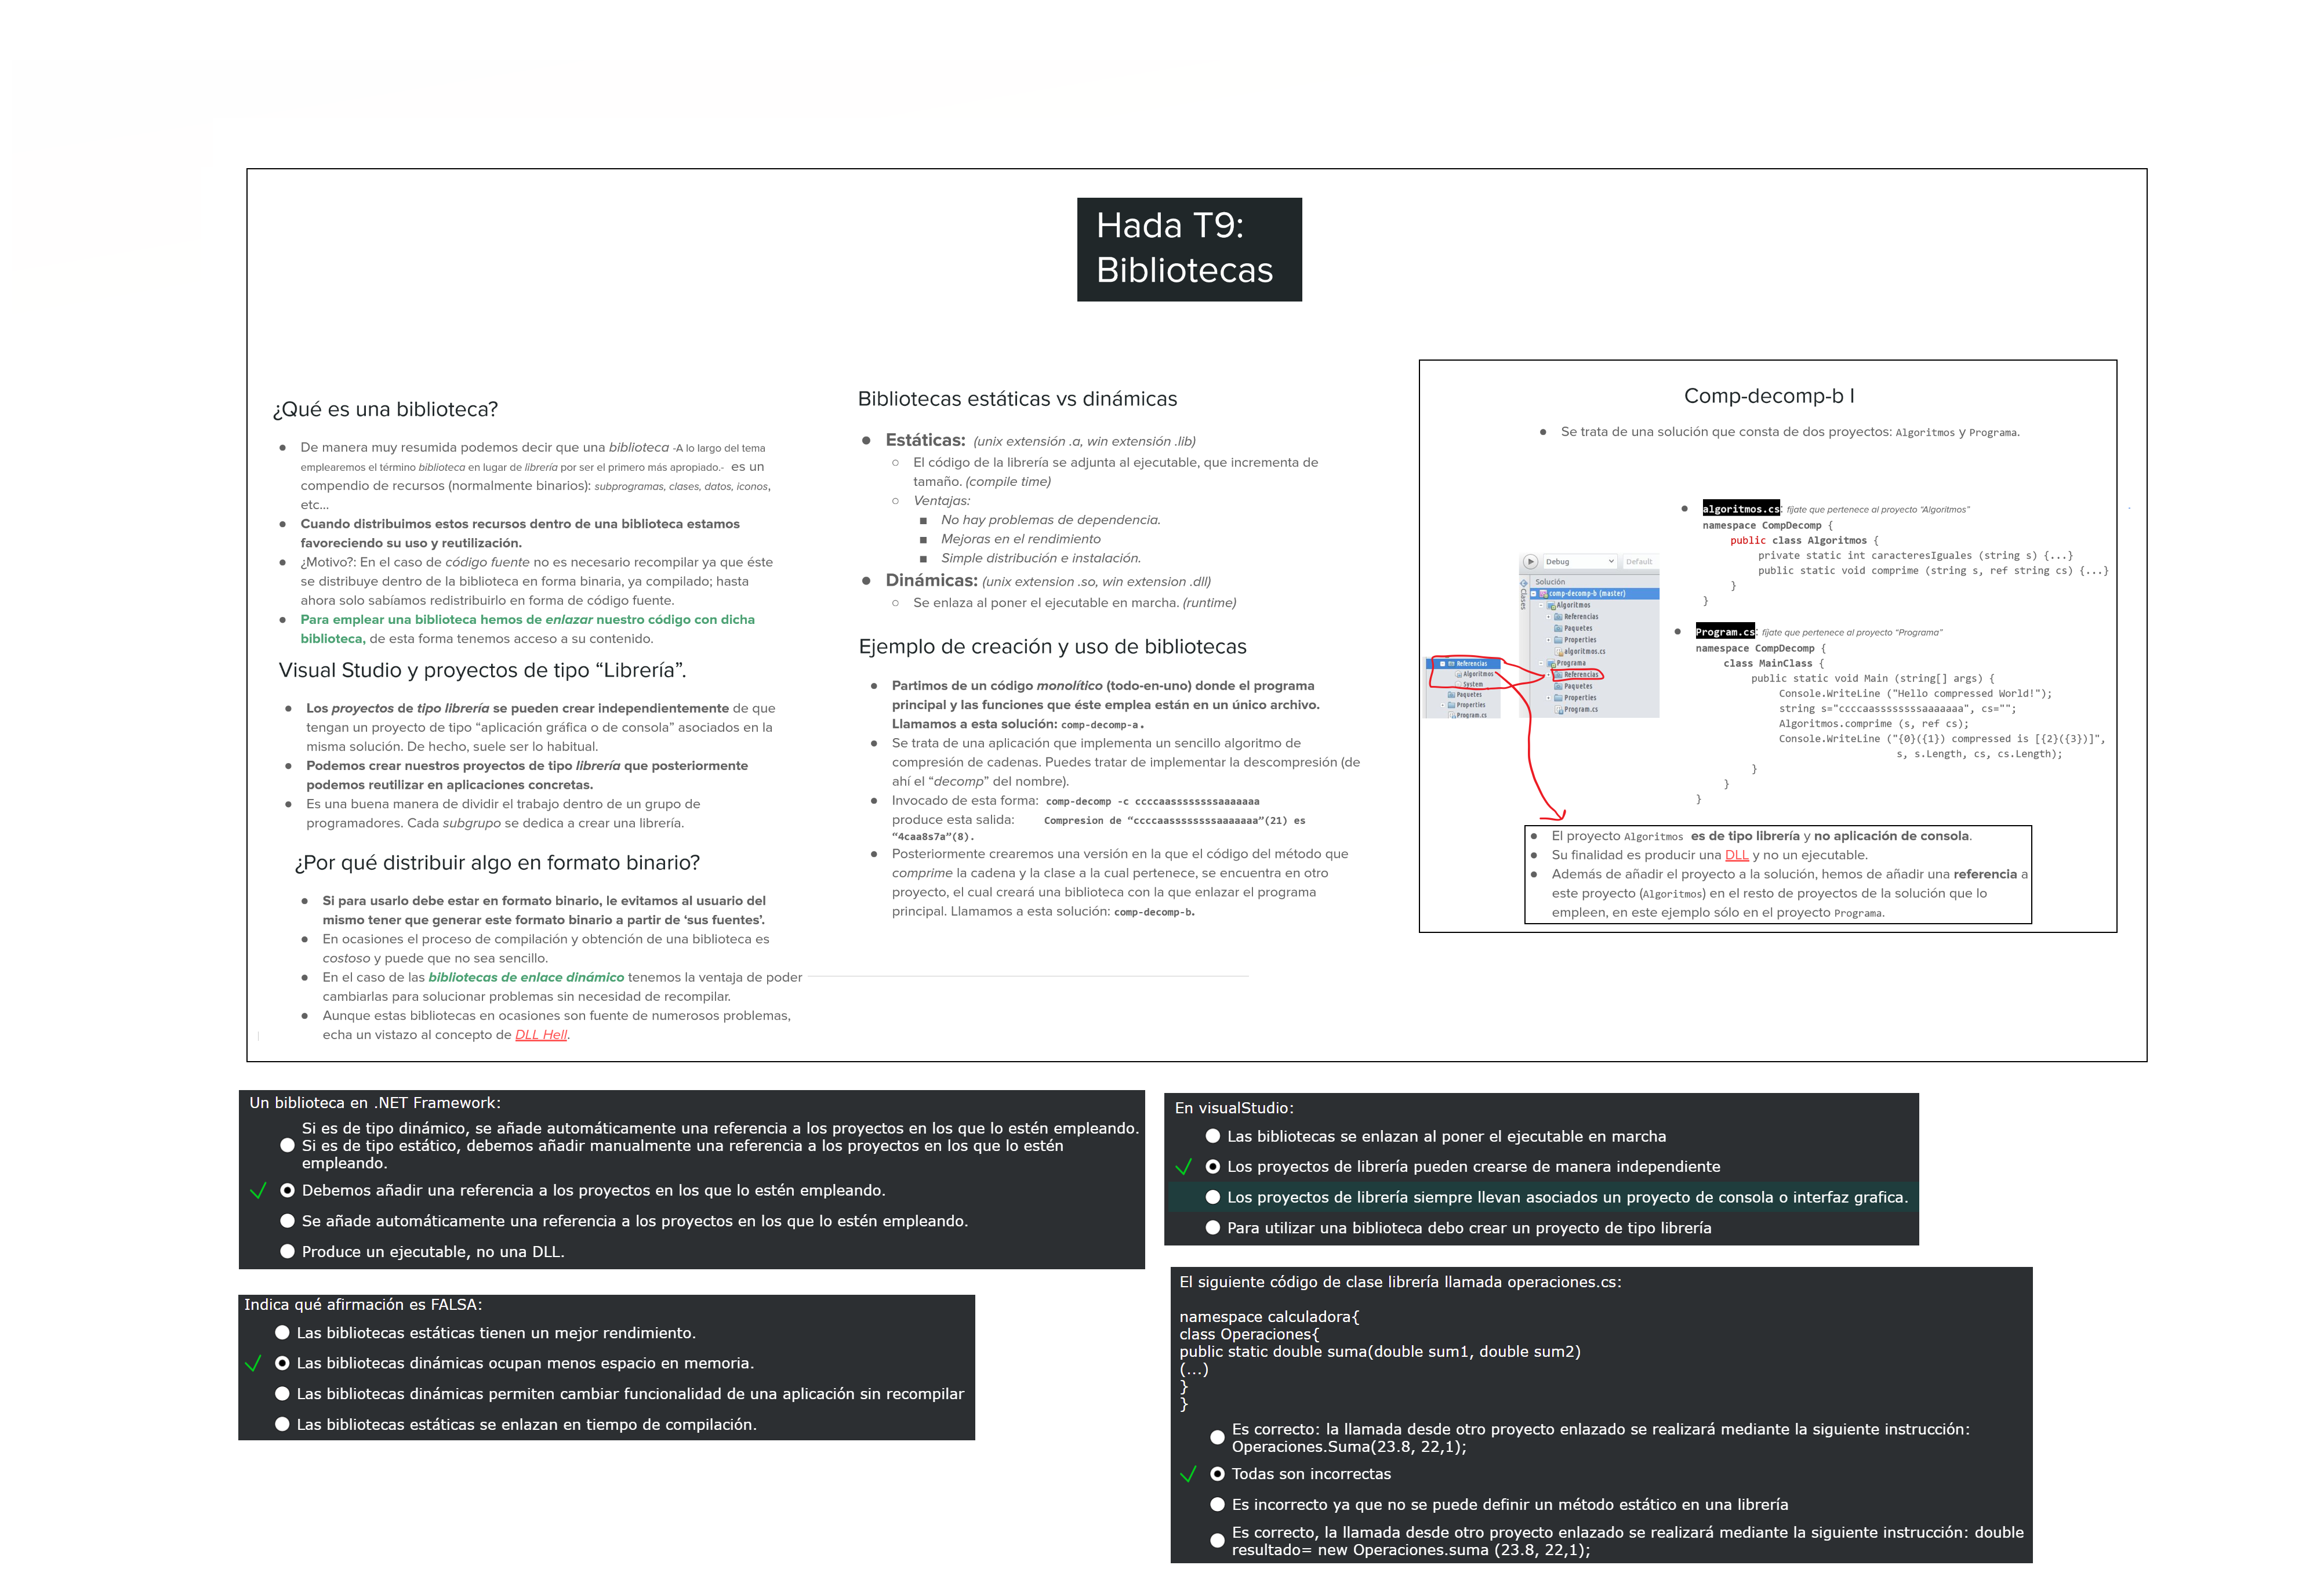 Hada T9:
Bibliotecas
¿Qué es una biblioteca?
● De manera muy resumida podemos decir que una biblioteca -A lo largo del tema
emplearemos el término biblioteca en lugar de librería por ser el primero más apropiado.- es un
compendio de recursos (normalmente binarios): subprogramas, clases, datos, iconos,
etc...
● Cuando distribuimos estos recursos dentro de una biblioteca estamos
favoreciendo su uso y reutilización.
● ¿Motivo?: En el caso de código fuente no es necesario recompilar ya que éste
se distribuye dentro de la biblioteca en forma binaria, ya compilado; hasta
ahora solo sabíamos redistribuirlo en forma de código fuente.
● Para emplear una biblioteca hemos de enlazar nuestro código con dicha
biblioteca, de esta forma tenemos acceso a su contenido.
Visual Studio y proyectos de tipo “Librería”.
● Los proyectos de tipo librería se pueden crear independientemente de que
tengan un proyecto de tipo “aplicación gráfica o de consola” asociados en la
misma solución. De hecho, suele ser lo habitual.
● Podemos crear nuestros proyectos de tipo librería que posteriormente
podemos reutilizar en aplicaciones concretas.
● Es una buena manera de dividir el trabajo dentro de un grupo de
programadores. Cada subgrupo se dedica a crear una librería.
¿Por qué distribuir algo en formato binario?
● Si para usarlo debe estar en formato binario, le evitamos al usuario del
mismo tener que generar este formato binario a partir de ‘sus fuentes’.
● En ocasiones el proceso de compilación y obtención de una biblioteca es
costoso y puede que no sea sencillo.
● En el caso de las bibliotecas de enlace dinámico tenemos la ventaja de poder
cambiarlas para solucionar problemas sin necesidad de recompilar.
● Aunque estas bibliotecas en ocasiones son fuente de numerosos problemas,
echa un vistazo al concepto de DLL Hell.
Bibliotecas estáticas vs dinámicas
● Estáticas: (unix extensión .a, win extensión .lib)
○ El código de la librería se adjunta al ejecutable, que incrementa de
tamaño. (compile time)
○ Ventajas:
■ No hay problemas de dependencia.
■ Mejoras en el rendimiento
■ Simple distribución e instalación.
● Dinámicas: (unix extension .so, win extension .dll)
○ Se enlaza al poner el ejecutable en marcha. (runtime)
Ejemplo de creación y uso de bibliotecas
● Partimos de un código monolítico (todo-en-uno) donde el programa
principal y las funciones que éste emplea están en un único archivo.
Llamamos a esta solución: comp-decomp-a.
● Se trata de una aplicación que implementa un sencillo algoritmo de
compresión de cadenas. Puedes tratar de implementar la descompresión (de
ahí el “decomp” del nombre).
● Invocado de esta forma: comp-decomp -c ccccaassssssssaaaaaaa
produce esta salida: Compresion de “ccccaassssssssaaaaaaa”(21) es
“4caa8s7a”(8).
● Posteriormente crearemos una versión en la que el código del método que
comprime la cadena y la clase a la cual pertenece, se encuentra en otro
proyecto, el cual creará una biblioteca con la que enlazar el programa
principal. Llamamos a esta solución: comp-decomp-b.
Comp-decomp-b I
● Se trata de una solución que consta de dos proyectos: Algoritmos y Programa.
● algoritmos.cs: fíjate que pertenece al proyecto “Algoritmos”
namespace CompDecomp {
public class Algoritmos {
private static int caracteresIguales (string s) {...}
public static void comprime (string s, ref string cs) {...}
}
}
● Program.cs: fíjate que pertenece al proyecto “Programa”
namespace CompDecomp {
class MainClass {
public static void Main (string[] args) {
Console.WriteLine ("Hello compressed World!");
string s="ccccaassssssssaaaaaaa", cs="";
Algoritmos.comprime (s, ref cs);
Console.WriteLine ("{0}({1}) compressed is [{2}({3})]",
s, s.Length, cs, cs.Length);
}
}
}
Debug Default
Clases
Solución
comp-decomp-b (master)
Algoritmos
Referencias
Paquetes
Properties
algoritmos.cs
Programa
Referencias
Paquetes
Properties
Program.cs
Referencias
Algoritmos
System
Paquetes
Properties
Program.cs
● El proyecto Algoritmos es de tipo librería y no aplicación de consola.
● Su finalidad es producir una DLL y no un ejecutable.
● Además de añadir el proyecto a la solución, hemos de añadir una referencia a
este proyecto (Algoritmos) en el resto de proyectos de la solución que lo
empleen, en este ejemplo sólo en el proyecto Programa.
Un biblioteca en .NET Framework:
Si es de tipo dinámico, se añade automáticamente una referencia a los proyectos en los que lo estén empleando.
Si es de tipo estático, debemos añadir manualmente una referencia a los proyectos en los que lo estén
empleando.
Debemos añadir una referencia a los proyectos en los que lo estén empleando.
Se añade automáticamente una referencia a los proyectos en los que lo estén empleando.
Produce un ejecutable, no una DLL.
En visualStudio:
Las bibliotecas se enlazan al poner el ejecutable en marcha
Los proyectos de librería pueden crearse de manera independiente
Los proyectos de librería siempre llevan asociados un proyecto de consola o interfaz grafica.
Para utilizar una biblioteca debo crear un proyecto de tipo librería
Indica qué afirmación es FALSA:
Las bibliotecas estáticas tienen un mejor rendimiento.
Las bibliotecas dinámicas ocupan menos espacio en memoria.
Las bibliotecas dinámicas permiten cambiar funcionalidad de una aplicación sin recompilar
Las bibliotecas estáticas se enlazan en tiempo de compilación.
El siguiente código de clase librería llamada operaciones.cs:
namespace calculadora{
class Operaciones{
public static double suma(double sum1, double sum2)
(...)
}
}
Es correcto: la llamada desde otro proyecto enlazado se realizará mediante la siguiente instrucción:
Operaciones.Suma(23.8, 22,1);
Todas son incorrectas
Es incorrecto ya que no se puede definir un método estático en una librería
Es correcto, la llamada desde otro proyecto enlazado se realizará mediante la siguiente instrucción: double
resultado= new Operaciones.suma (23.8, 22,1);